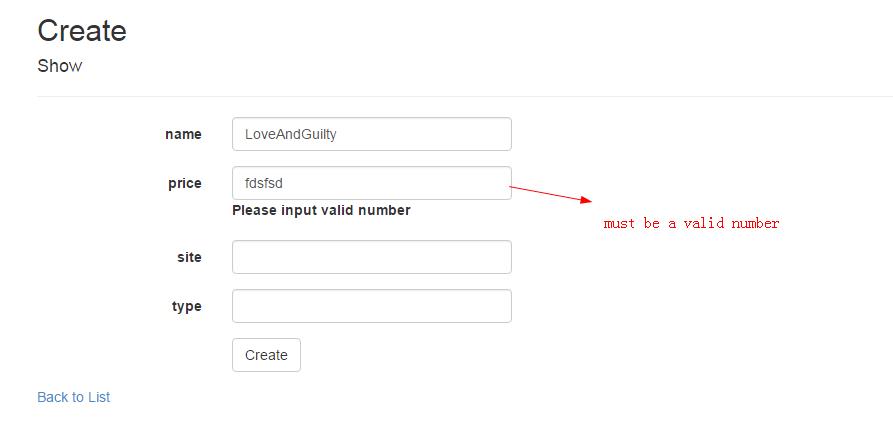 Create
Show
name LoveAndGuilty
price fdsfsd
Please input valid number
must be a valid number
site
type
Create
Back to List